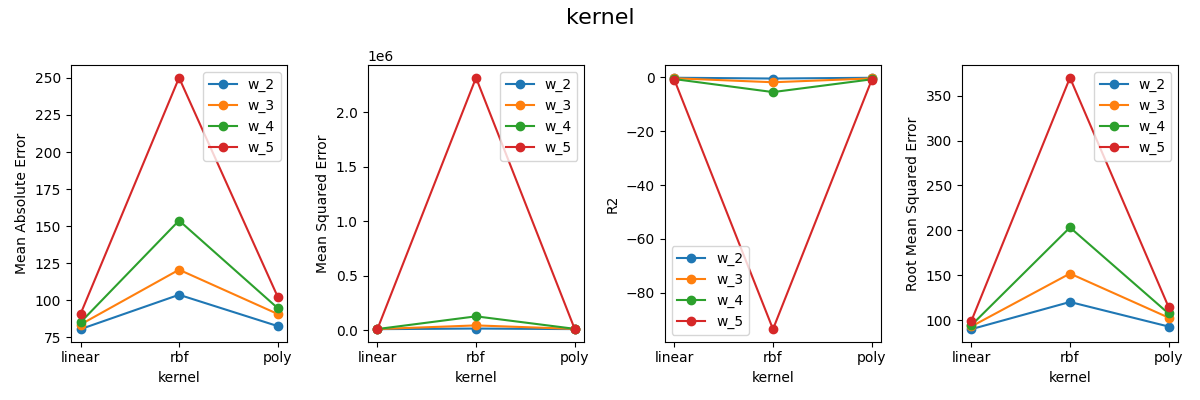 kernel
Mean Absolute Error
250
225
200
175
150
125
100
75
linear rbf poly
kernel
w_2
w_3
w_4
w_5
1e6
Mean Squared Error
2.0
1.5
1.0
0.5
0.0
linear rbf poly
kernel
w_2
w_3
w_4
w_5
R2
0
−20
−40
−60
−80
linear rbf poly
kernel
w_2
w_3
w_4
w_5
Root Mean Squared Error
350
300
250
200
150
100
linear rbf poly
kernel
w_2
w_3
w_4
w_5